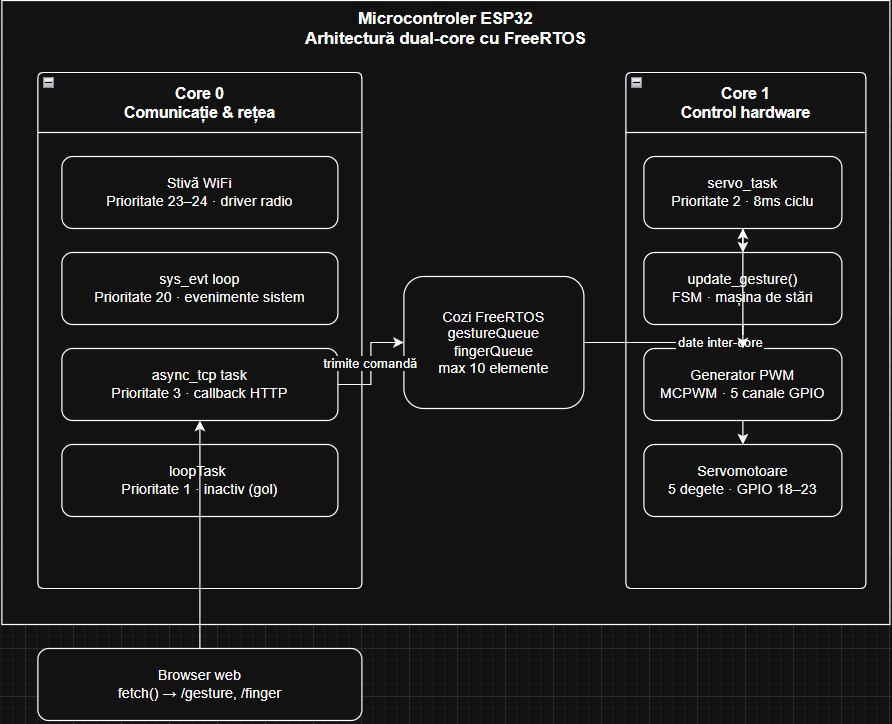 Microcontroler ESP32
Arhitectură dual-core cu FreeRTOS
Core 0
Comunicație & rețea
Stivă WiFi
Prioritate 23–24 · driver radio
sys_evt loop
Prioritate 20 · evenimente sistem
async_tcp task
Prioritate 3 · callback HTTP
loopTask
Prioritate 1 · inactiv (gol)
trimite comandă
Cozi FreeRTOS
gestureQueue
fingerQueue
max 10 elemente
date inter-core
Core 1
Control hardware
servo_task
Prioritate 2 · 8ms ciclu
update_gesture()
FSM · mașina de stări
Generator PWM
MCPWM · 5 canale GPIO
Servomotoare
5 degete · GPIO 18–23
Browser web
fetch() → /gesture, /finger